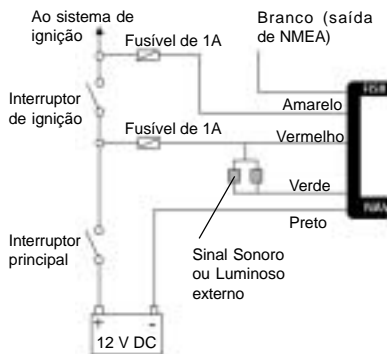 Ao sistema de
ignição
Branco (saída
de NMEA)
Fusível de 1A
Amarelo
Interruptor
de ignição
Fusível de 1A
Vermelho
Verde
Preto
Interruptor
principal
Sinal Sonoro
ou Luminoso
externo
+ -
12 V DC